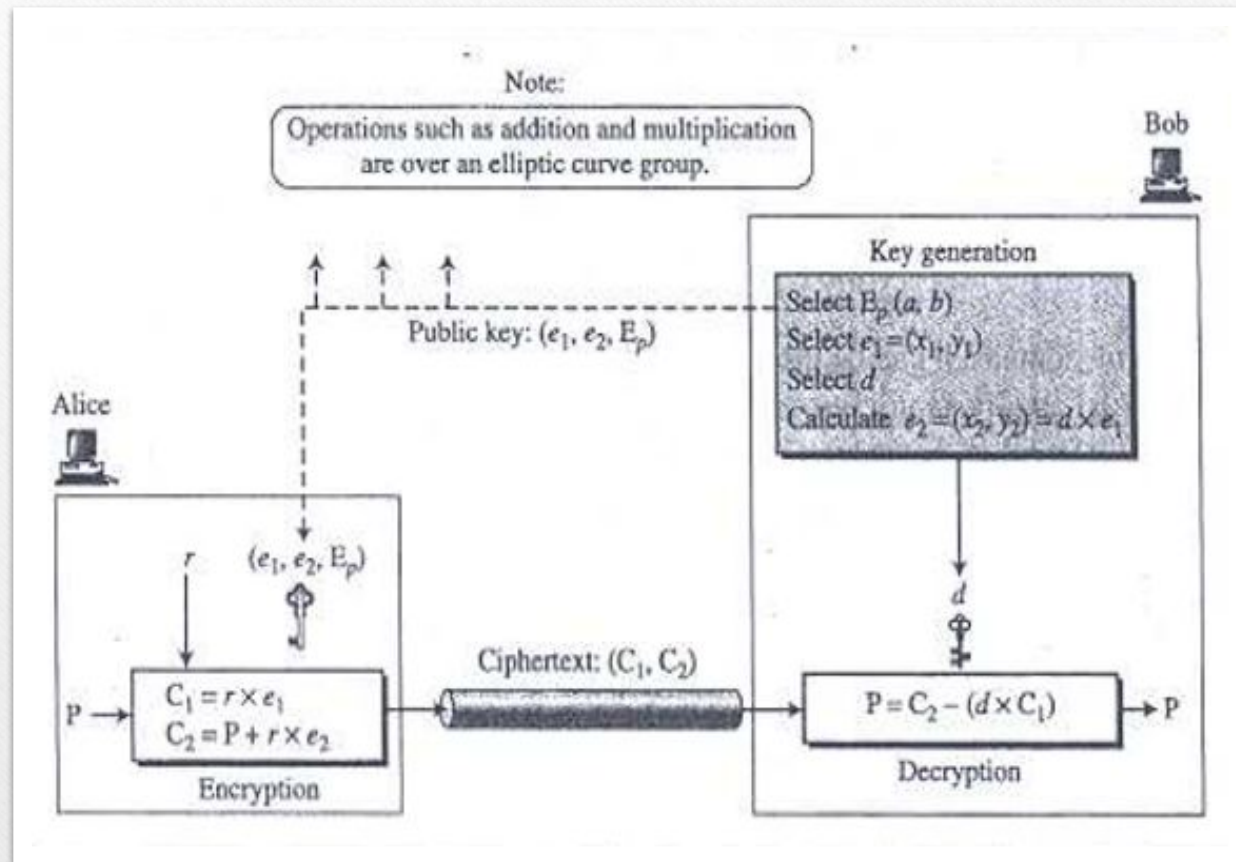 Note:
Operations such as addition and multiplication
are over an elliptic curve group.
Bob
Key generation
Select Eₚ(a, b)
Select e₁=(x₁, y₁)
Select d
Calculate e₂=(x₂, y₂)=d×e₁
Public key: (e₁, e₂, Eₚ)
Alice
r
(e₁, e₂, Eₚ)
P
C₁ = r×e₁
C₂ = P + r×e₂
Encryption
Ciphertext: (C₁, C₂)
d
P = C₂ – (d×C₁)
P
Decryption